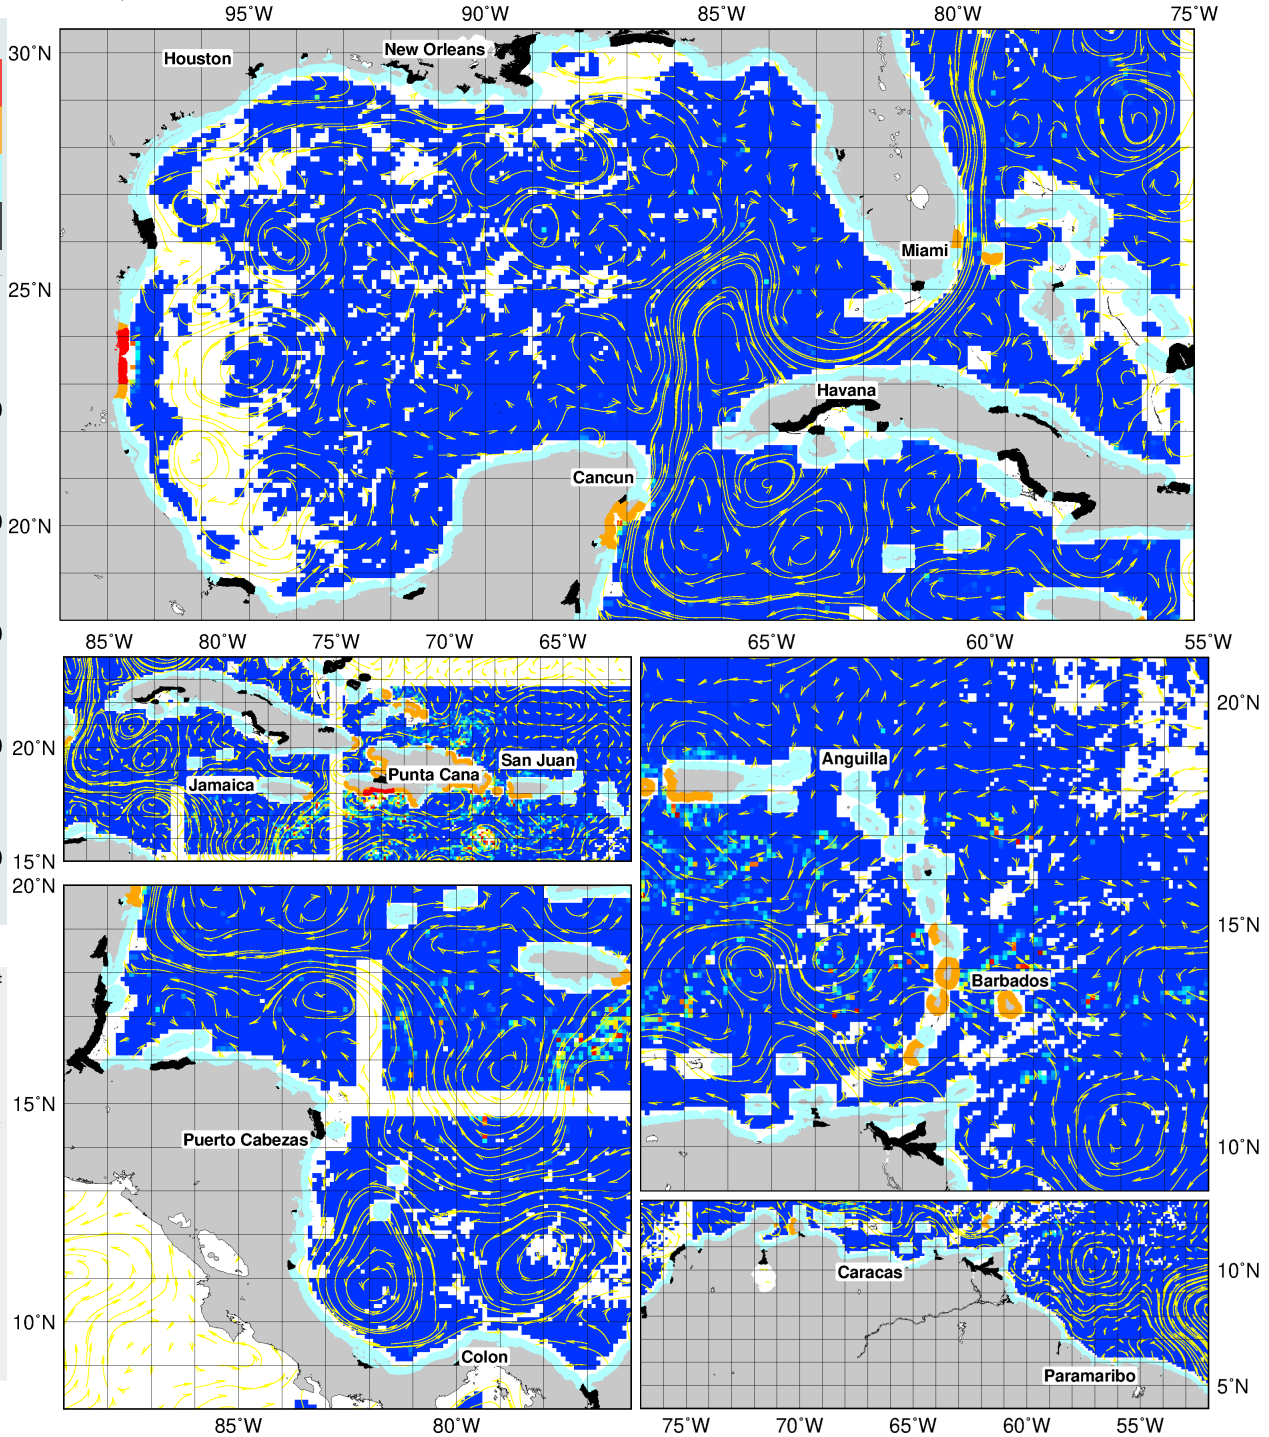 95°W 90°W 85°W 80°W 75°W
30°N
Houston
New Orleans
Miami
25°N
Havana
Cancun
20°N
85°W 80°W 75°W 70°W 65°W
65°W 60°W 55°W
20°N
Jamaica
Punta Cana
San Juan
15°N
20°N
Anguilla
15°N
Barbados
10°N
20°N
15°N
Puerto Cabezas
10°N
Colon
85°W 80°W
Caracas
10°N
Paramaribo
5°N
75°W 70°W 65°W 60°W 55°W